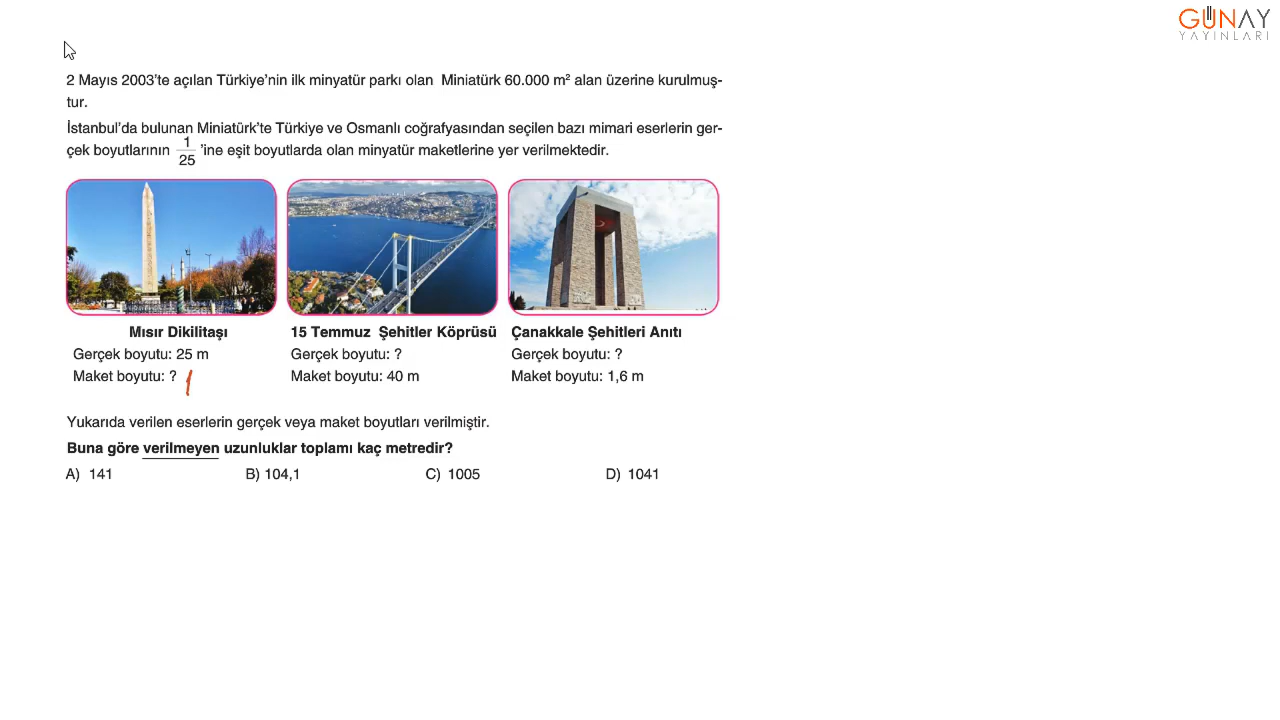 GÜNAY
YAYINLARI
2 Mayıs 2003'te açılan Türkiye'nin ilk minyatür parkı olan Miniatürk 60.000 m² alan üzerine kurulmuş-
tur.
İstanbul'da bulunan Miniatürk'te Türkiye ve Osmanlı coğrafyasından seçilen bazı mimari eserlerin ger-
çek boyutlarının 1/25 'ine eşit boyutlarda olan minyatür maketlerine yer verilmektedir.
Mısır Dikilitaşı
Gerçek boyutu: 25 m
Maket boyutu: ? 1
15 Temmuz Şehitler Köprüsü
Gerçek boyutu: ?
Maket boyutu: 40 m
Çanakkale Şehitleri Anıtı
Gerçek boyutu: ?
Maket boyutu: 1,6 m
Yukarıda verilen eserlerin gerçek veya maket boyutları verilmiştir.
Buna göre verilmeyen uzunluklar toplamı kaç metredir?
A) 141 B) 104,1 C) 1005 D) 1041